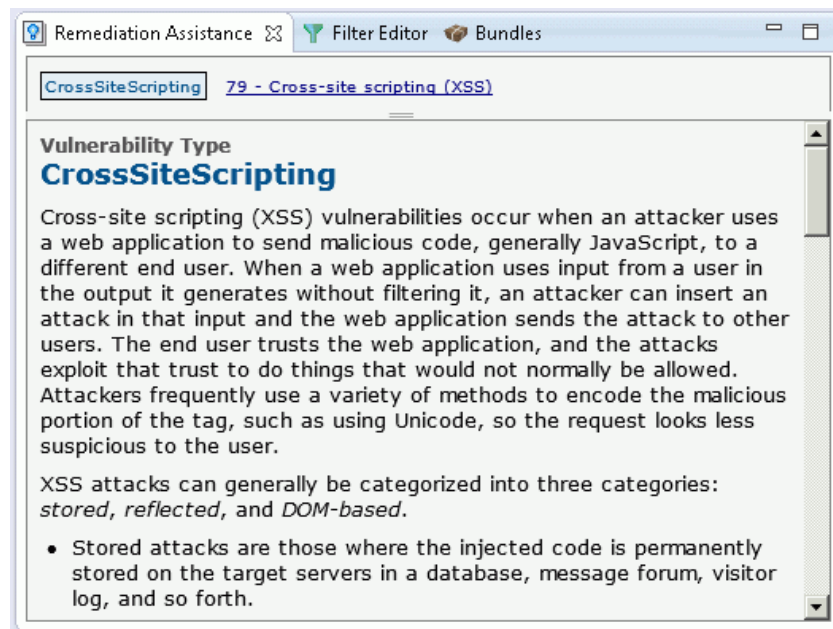 Remediation Assistance Filter Editor Bundles
CrossSiteScripting 79 - Cross-site scripting (XSS)
Vulnerability Type
CrossSiteScripting
Cross-site scripting (XSS) vulnerabilities occur when an attacker uses
a web application to send malicious code, generally JavaScript, to a
different end user. When a web application uses input from a user in
the output it generates without filtering it, an attacker can insert an
attack in that input and the web application sends the attack to other
users. The end user trusts the web application, and the attacks
exploit that trust to do things that would not normally be allowed.
Attackers frequently use a variety of methods to encode the malicious
portion of the tag, such as using Unicode, so the request looks less
suspicious to the user.
XSS attacks can generally be categorized into three categories:
stored, reflected, and DOM-based.
• Stored attacks are those where the injected code is permanently
stored on the target servers in a database, message forum, visitor
log, and so forth.